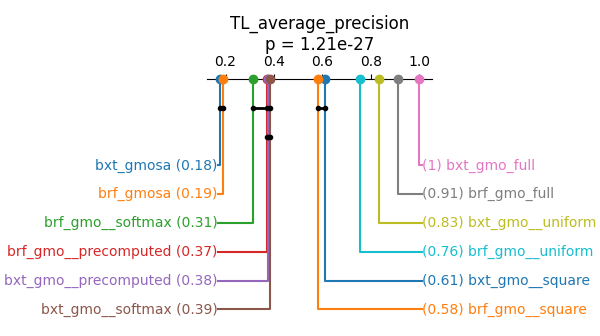 TL_average_precision
p = 1.21e-27
0.2 0.4 0.6 0.8 1.0
bxt_gmosa (0.18)
(1) bxt_gmo_full
brf_gmosa (0.19)
(0.91) brf_gmo_full
brf_gmo__softmax (0.31)
(0.83) bxt_gmo__uniform
brf_gmo__precomputed (0.37)
(0.76) brf_gmo__uniform
bxt_gmo__precomputed (0.38)
(0.61) bxt_gmo__square
bxt_gmo__softmax (0.39)
(0.58) brf_gmo__square